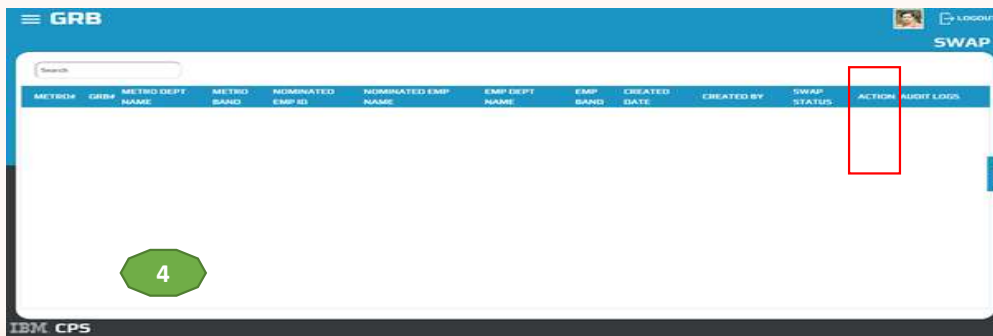 GRB
LOGOUT
SWAP
Search
METRO# GRB# METRO DEPT NAME METRO BAND NOMINATED EMP ID NOMINATED EMP NAME EMP DEPT NAME EMP BAND CREATED DATE CREATED BY SWAP STATUS ACTION AUDIT LOGS
4
IBM CPS